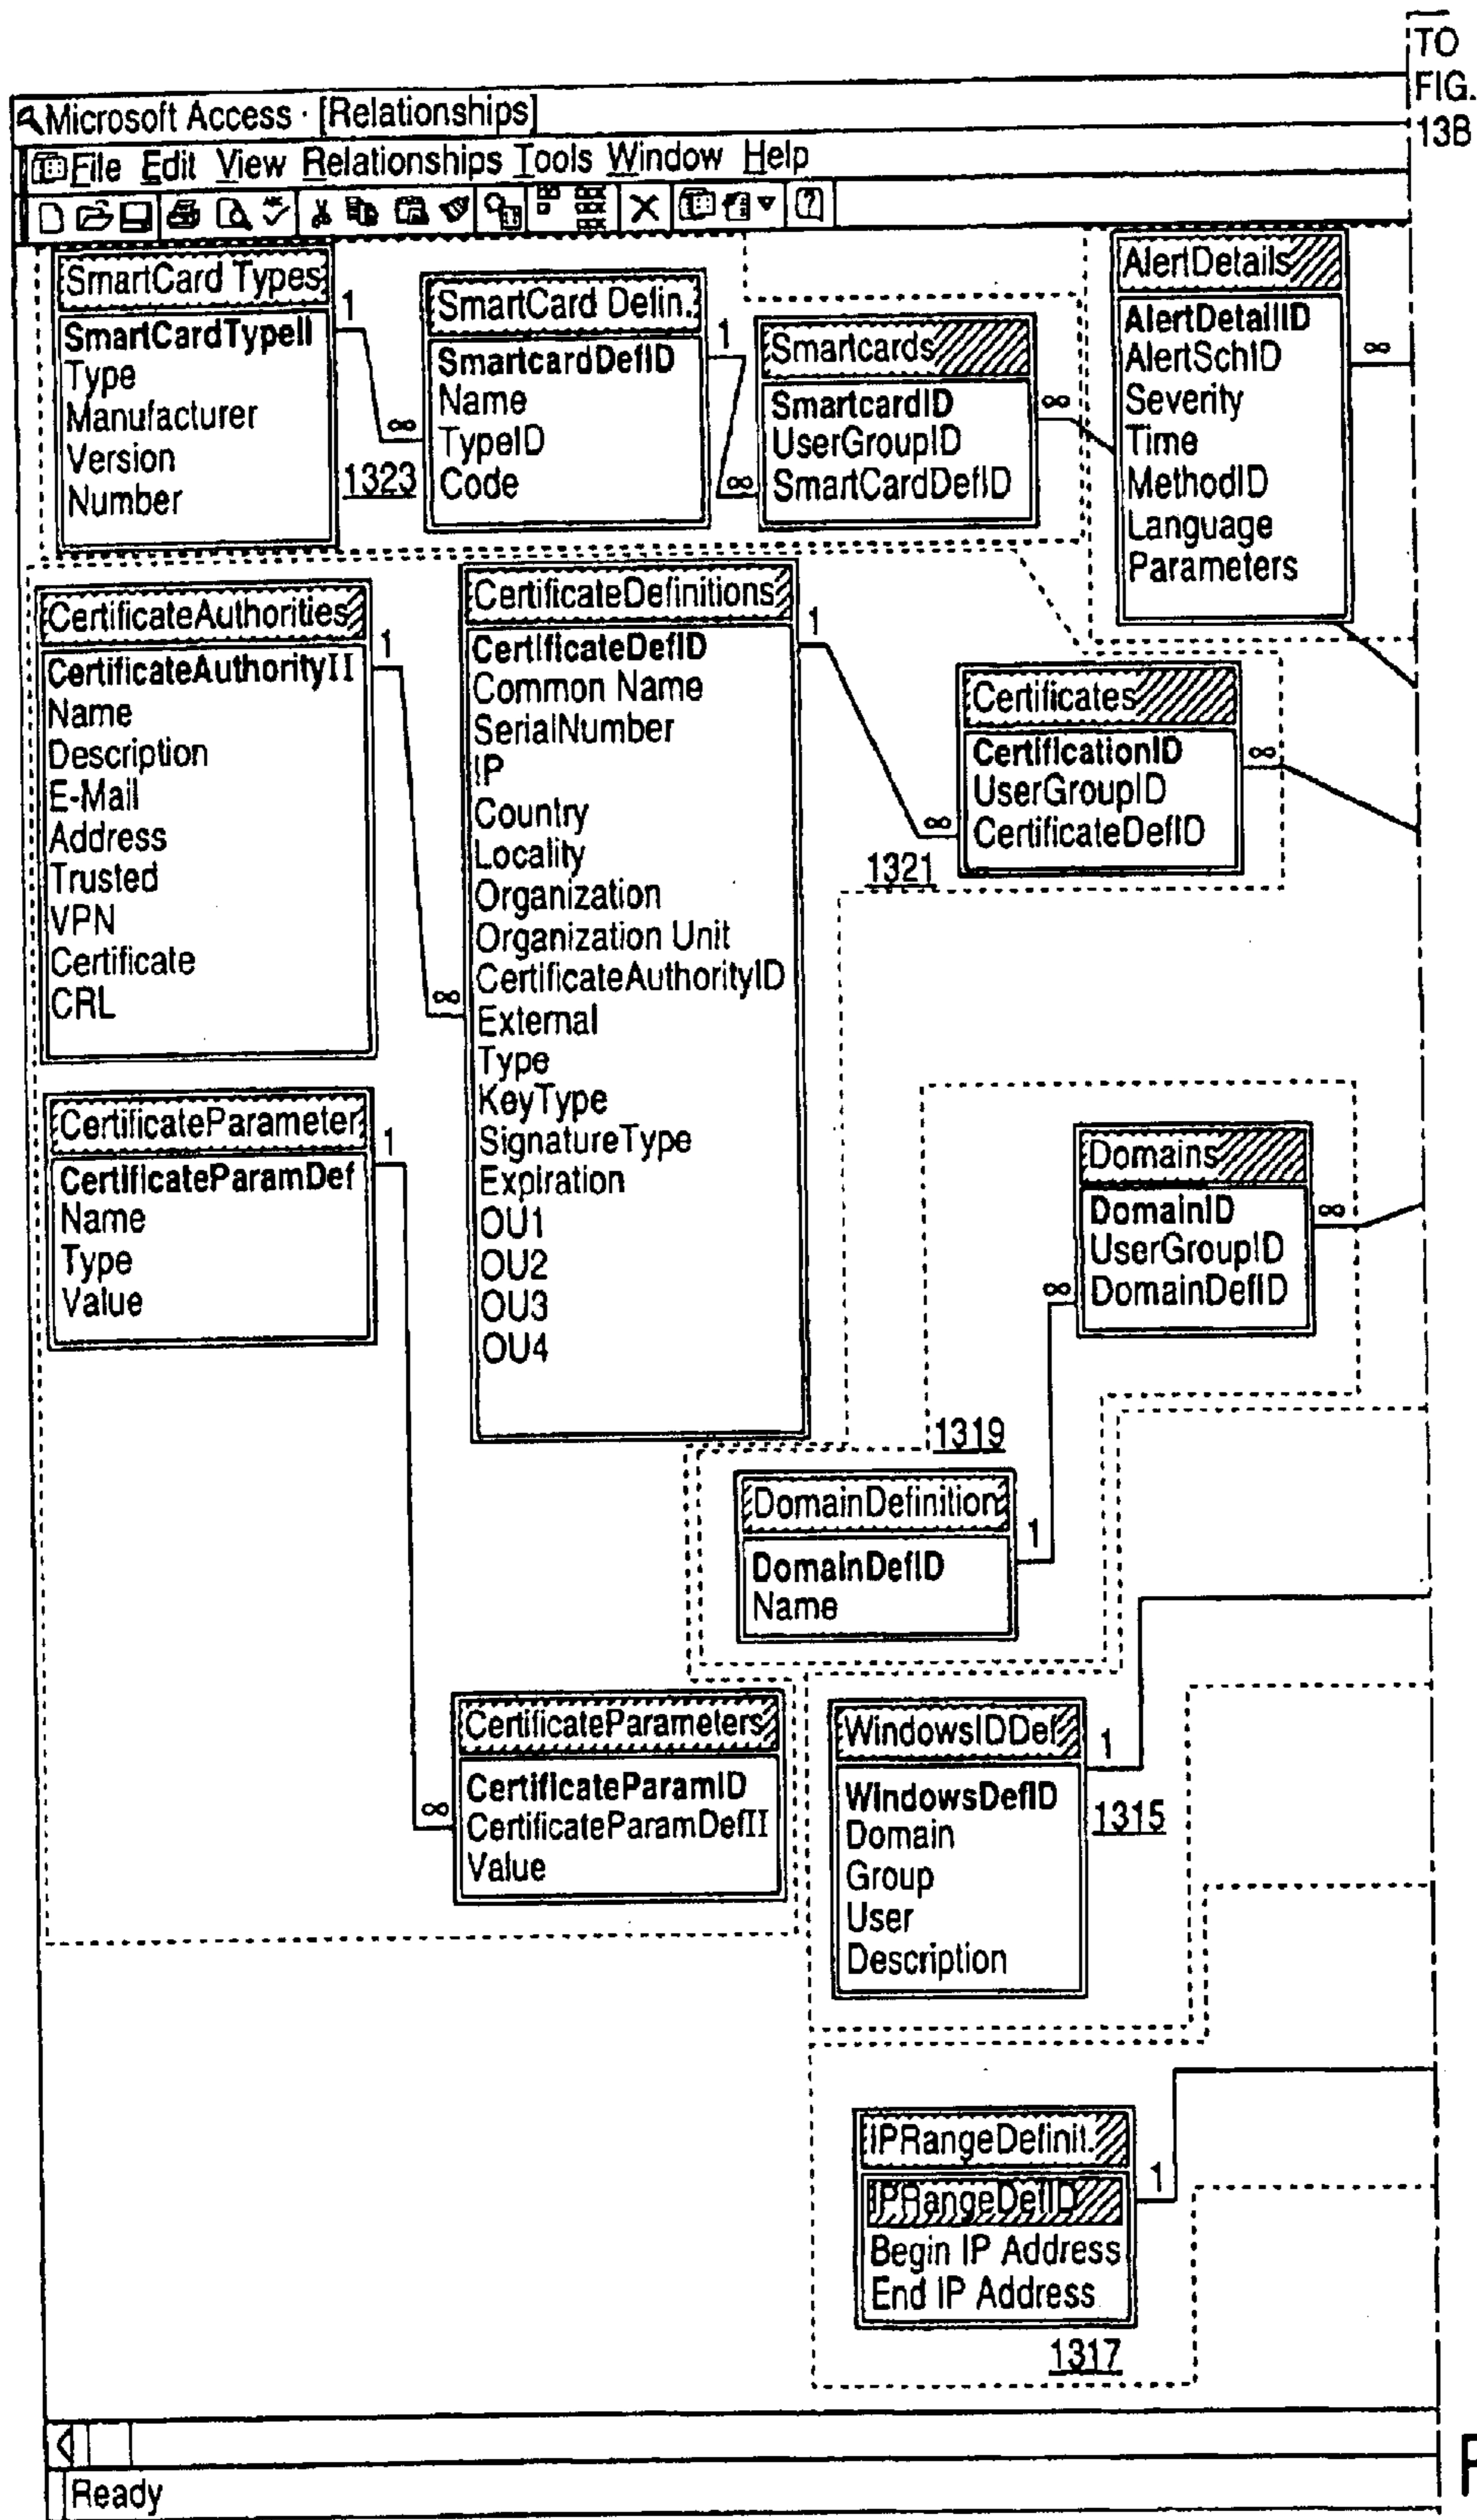 TO
FIG.
13B
Microsoft Access · [Relationships]
File Edit View Relationships Tools Window Help
SmartCard Types
SmartCardTypeII
Type
Manufacturer
Version
Number
1
∞
1323
SmartCard Defin.
SmartcardDefID
Name
TypeID
Code
1
∞
Smartcards
SmartcardID
UserGroupID
SmartCardDefID
∞
AlertDetails
AlertDetailID
AlertSchID
Severity
Time
MethodID
Language
Parameters
∞
CertificateAuthorities
CertificateAuthorityII
Name
Description
E-Mail
Address
Trusted
VPN
Certificate
CRL
1
∞
CertificateDefinitions
CertificateDefID
Common Name
SerialNumber
IP
Country
Locality
Organization
Organization Unit
CertificateAuthorityID
External
Type
KeyType
SignatureType
Expiration
OU1
OU2
OU3
OU4
1
∞
1321
Certificates
CertificationID
UserGroupID
CertificateDefID
∞
CertificateParameter
CertificateParamDef
Name
Type
Value
1
∞
Domains
DomainID
UserGroupID
DomainDefID
∞
∞
1319
DomainDefinition
DomainDefID
Name
1
CertificateParameters
CertificateParamID
CertificateParamDefII
Value
WindowsIDDef
WindowsDefID
Domain
Group
User
Description
1
1315
IPRangeDefinit.
IPRangeDefID
Begin IP Address
End IP Address
1
1317
Ready